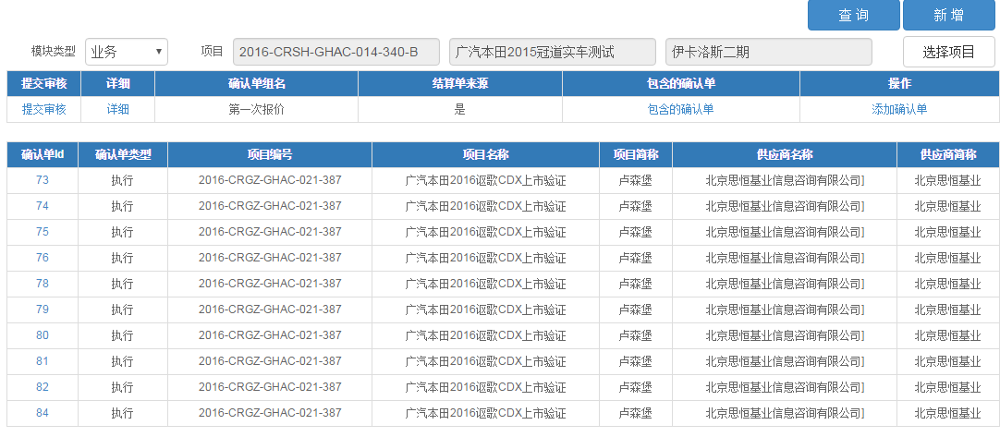 查 询 新 增
模块类型 业务 项目 2016-CRSH-GHAC-014-340-B 广汽本田2015冠道实车测试 伊卡洛斯二期 选择项目
提交审核 详细 确认单组名 结算单来源 包含的确认单 操作
提交审核 详细 第一次报价 是 包含的确认单 添加确认单
确认单Id 确认单类型 项目编号 项目名称 项目简称 供应商名称 供应商简称
73 执行 2016-CRGZ-GHAC-021-387 广汽本田2016讴歌CDX上市验证 卢森堡 北京思恒基业信息咨询有限公司] 北京思恒基业
74 执行 2016-CRGZ-GHAC-021-387 广汽本田2016讴歌CDX上市验证 卢森堡 北京思恒基业信息咨询有限公司] 北京思恒基业
75 执行 2016-CRGZ-GHAC-021-387 广汽本田2016讴歌CDX上市验证 卢森堡 北京思恒基业信息咨询有限公司] 北京思恒基业
76 执行 2016-CRGZ-GHAC-021-387 广汽本田2016讴歌CDX上市验证 卢森堡 北京思恒基业信息咨询有限公司] 北京思恒基业
78 执行 2016-CRGZ-GHAC-021-387 广汽本田2016讴歌CDX上市验证 卢森堡 北京思恒基业信息咨询有限公司] 北京思恒基业
79 执行 2016-CRGZ-GHAC-021-387 广汽本田2016讴歌CDX上市验证 卢森堡 北京思恒基业信息咨询有限公司] 北京思恒基业
80 执行 2016-CRGZ-GHAC-021-387 广汽本田2016讴歌CDX上市验证 卢森堡 北京思恒基业信息咨询有限公司] 北京思恒基业
81 执行 2016-CRGZ-GHAC-021-387 广汽本田2016讴歌CDX上市验证 卢森堡 北京思恒基业信息咨询有限公司] 北京思恒基业
82 执行 2016-CRGZ-GHAC-021-387 广汽本田2016讴歌CDX上市验证 卢森堡 北京思恒基业信息咨询有限公司] 北京思恒基业
84 执行 2016-CRGZ-GHAC-021-387 广汽本田2016讴歌CDX上市验证 卢森堡 北京思恒基业信息咨询有限公司] 北京思恒基业